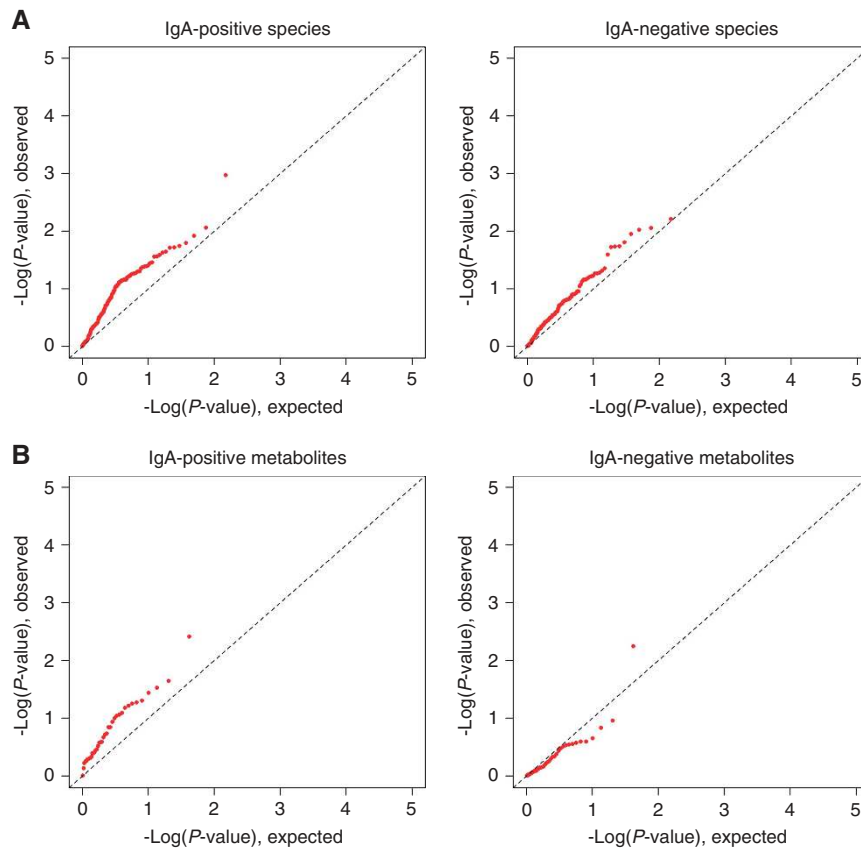 A
IgA-positive species
-Log(P-value), observed
5
4
3
2
1
0
0 1 2 3 4 5
-Log(P-value), expected
IgA-negative species
-Log(P-value), observed
5
4
3
2
1
0
0 1 2 3 4 5
-Log(P-value), expected
B
IgA-positive metabolites
-Log(P-value), observed
5
4
3
2
1
0
0 1 2 3 4 5
-Log(P-value), expected
IgA-negative metabolites
-Log(P-value), observed
5
4
3
2
1
0
0 1 2 3 4 5
-Log(P-value), expected